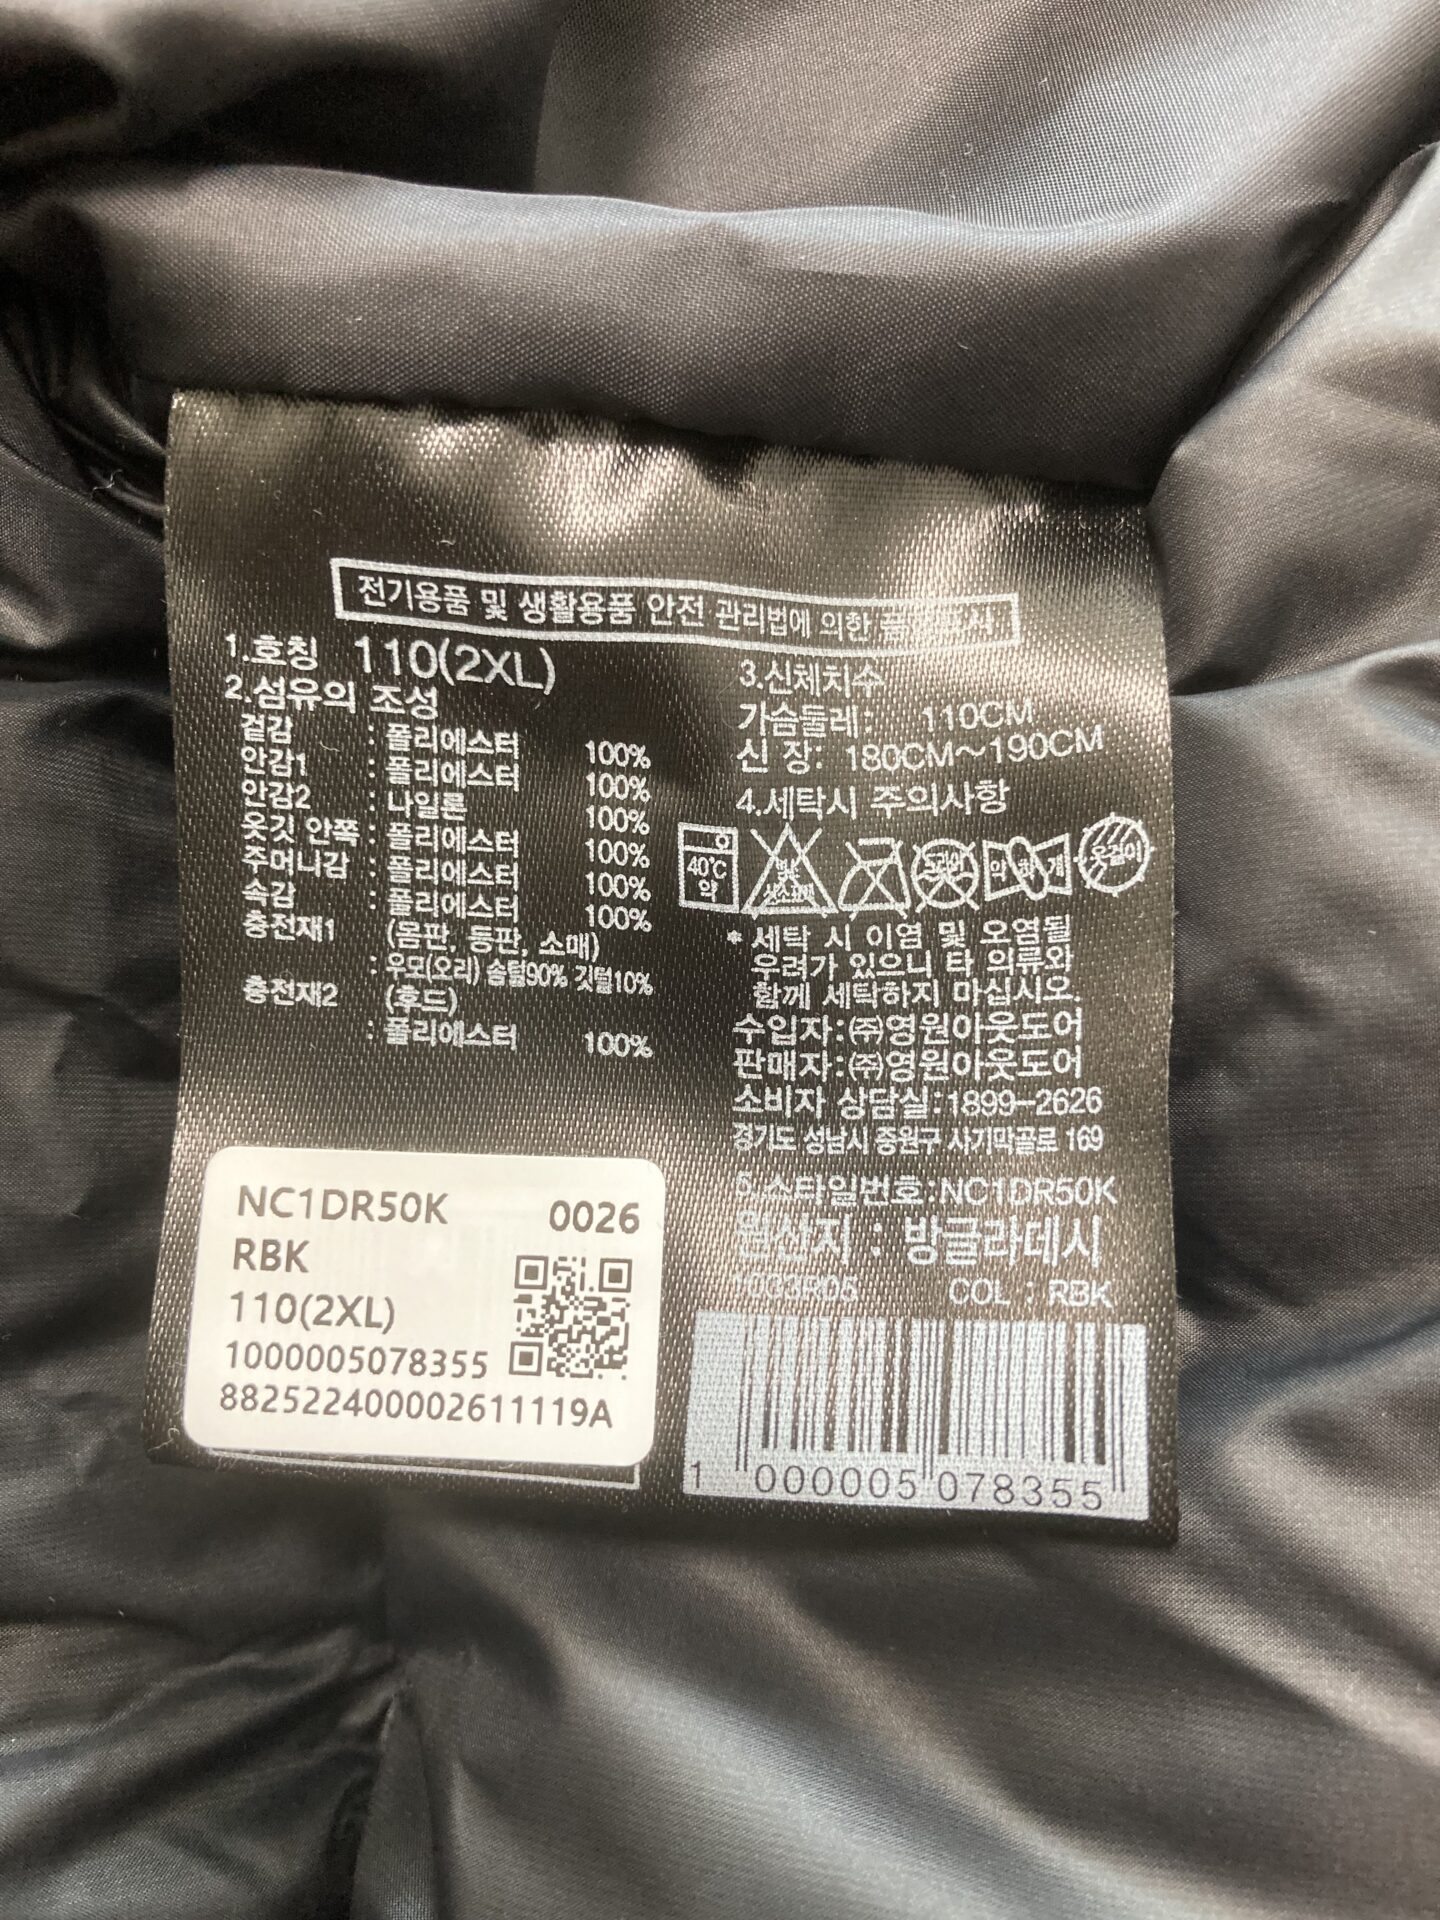 전기용품 및 생활용품 안전 관리법에 의한
1.호칭 110(2XL)
2.섬유의 조성
겉감 : 폴리에스터 100%
안감1 : 폴리에스터 100%
안감2 : 나일론 100%
옷깃 안쪽 : 폴리에스터 100%
주머니감 : 폴리에스터 100%
속감 : 폴리에스터 100%
충전재1 (몸판, 등판, 소매)
: 우모(오리) 솜털90% 깃털10%
충전재2 (후드)
: 폴리에스터 100%
3.신체치수
가슴둘레: 110CM
신 장: 180CM~190CM
4.세탁시 주의사항
40℃ 약 드라이 약 하 게 옷걸이
* 세탁 시 이염 및 오염될
우려가 있으니 타 의류와
함께 세탁하지 마십시오.
수입자:㈜영원아웃도어
판매자:㈜영원아웃도어
소비자 상담실:1899-2626
경기도 성남시 중원구 사기막골로 169
5.스타일번호:NC1DR50K
원산지 : 방글라데시
1033R05 COL : RBK
1 000005 078355
NC1DR50K 0026
RBK
110(2XL)
1000005078355
882522400002611119A